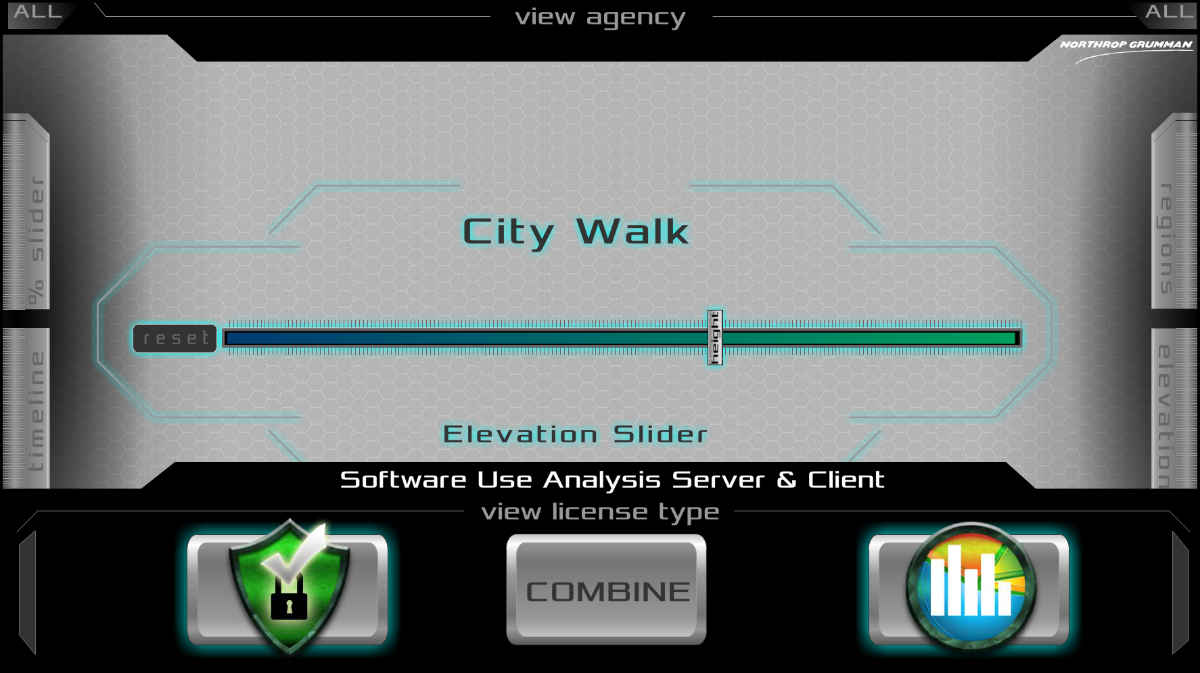 ALL
view agency
ALL
NORTHROP GRUMMAN
% slider
regions
City Walk
reset
height
timeline
elevation
Elevation Slider
Software Use Analysis Server & Client
view license type
COMBINE